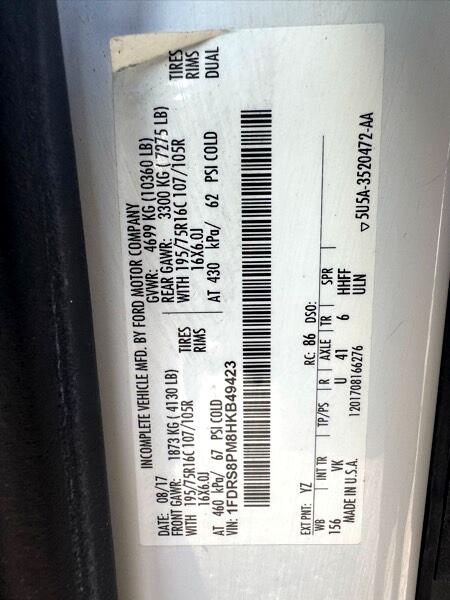 INCOMPLETE VEHICLE MFD. BY FORD MOTOR COMPANY
DATE: 08/17 GVWR: 4699 KG (10360 LB)
FRONT GAWR: 1873 KG (4130 LB) REAR GAWR: 3300 KG (7275 LB)
WITH 195/75R16C 107/105R TIRES WITH 195/75R16C 107/105R TIRES
16X6.0J RIMS 16X6.0J RIMS
AT 460 kPa/ 67 PSI COLD AT 430 kPa/ 62 PSI COLD DUAL
VIN: 1FDRS8PM8HKB49423
EXT PNT: YZ RC: 86 DSO:
WB INT TR TP/PS R AXLE TR SPR
156 VK U 41 6 HHFF
MADE IN U.S.A. ULN
1201708166276
▽5U5A-3520472-AA